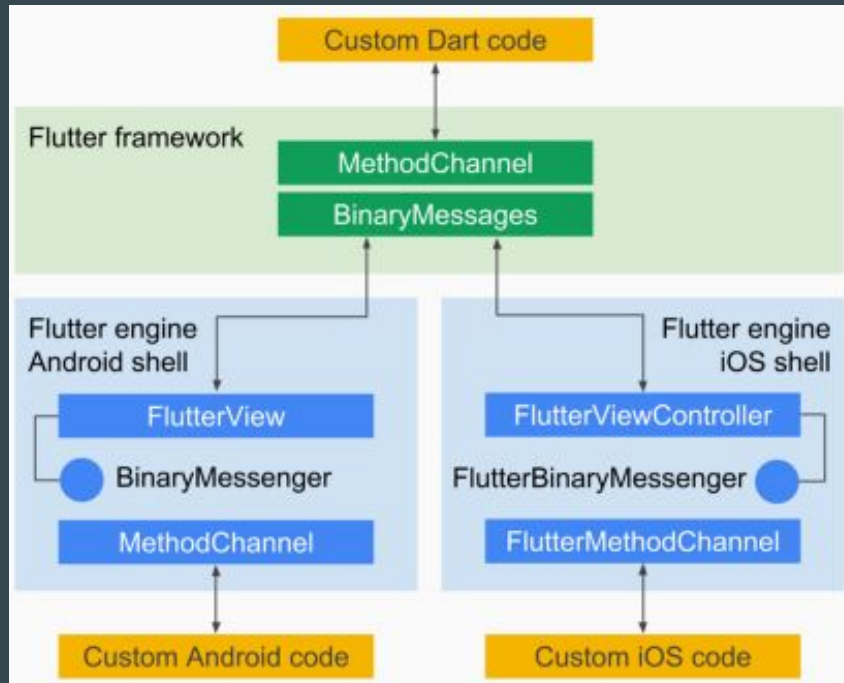 Custom Dart code
Flutter framework
MethodChannel
BinaryMessages
Flutter engine
Android shell
FlutterView
BinaryMessenger
MethodChannel
Custom Android code
Flutter engine
iOS shell
FlutterViewController
FlutterBinaryMessenger
FlutterMethodChannel
Custom iOS code